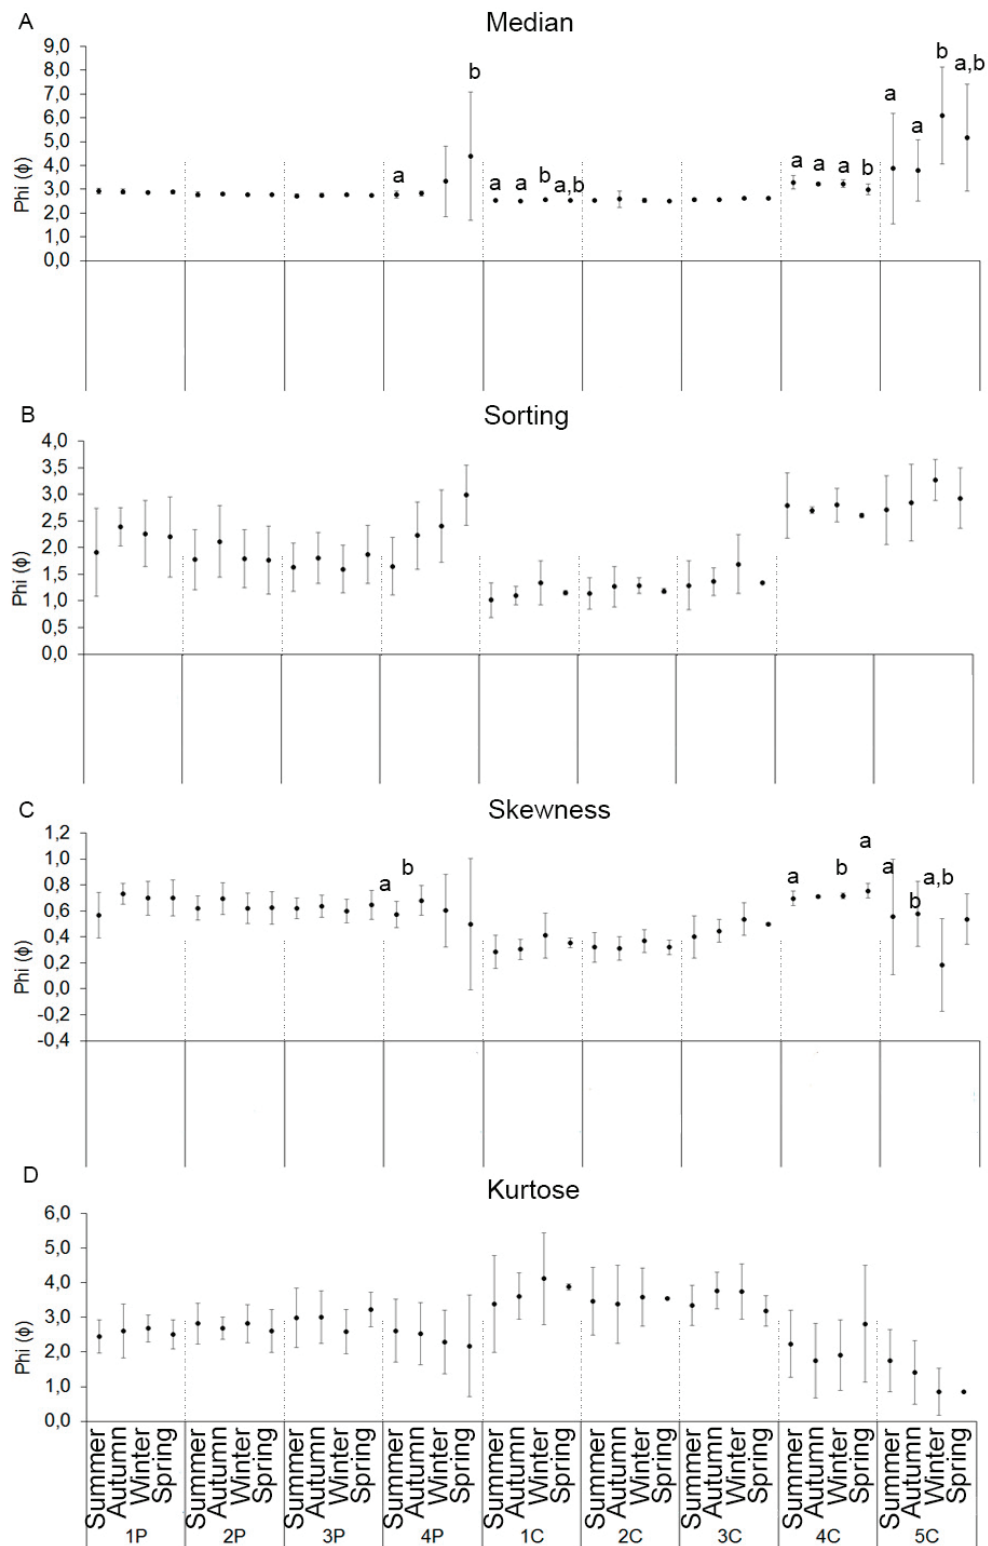 A
Median
9,0
8,0
7,0
6,0
5,0
4,0
3,0
2,0
1,0
0,0
Phi (ϕ)
a
b
a
a
b
a,b
a
a
a
b
a
a
b
a,b
B
Sorting
4,0
3,5
3,0
2,5
2,0
1,5
1,0
0,5
0,0
Phi (ϕ)
C
Skewness
1,2
1,0
0,8
0,6
0,4
0,2
0,0
-0,2
-0,4
Phi (ϕ)
a
b
a
b
a
a
b
a,b
D
Kurtose
6,0
5,0
4,0
3,0
2,0
1,0
0,0
Phi (ϕ)
Summer Autumn Winter Spring Summer Autumn Winter Spring Summer Autumn Winter Spring Summer Autumn Winter Spring Summer Autumn Winter Spring Summer Autumn Winter Spring Summer Autumn Winter Spring Summer Autumn Winter Spring Summer Autumn Winter Spring
1P 2P 3P 4P 1C 2C 3C 4C 5C